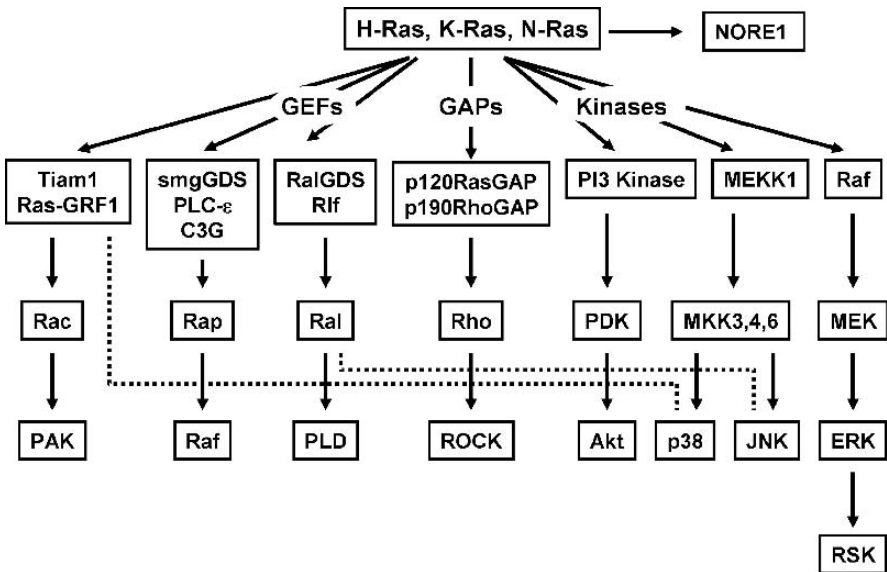 H-Ras, K-Ras, N-Ras
NORE1
GEFs
GAPs
Kinases
Tiam1
Ras-GRF1
smgGDS
PLC-ε
C3G
RalGDS
Rlf
p120RasGAP
p190RhoGAP
PI3 Kinase
MEKK1
Raf
Rac
Rap
Ral
Rho
PDK
MKK3,4,6
MEK
PAK
Raf
PLD
ROCK
Akt
p38
JNK
ERK
RSK